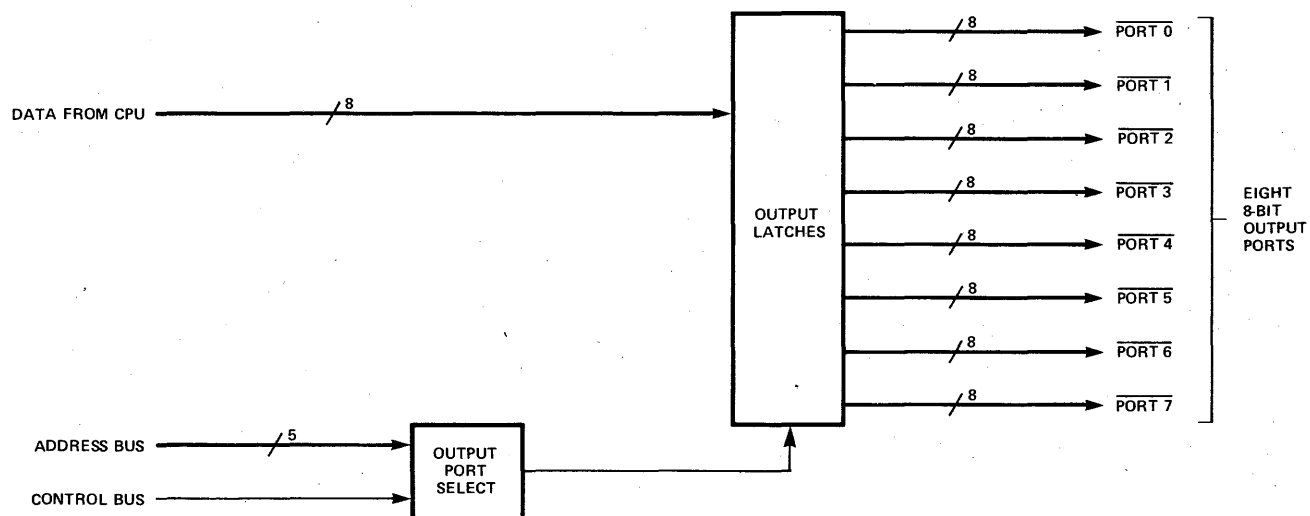 8
PORT 0
8
PORT 1
DATA FROM CPU
8
8
PORT 2
8
PORT 3
OUTPUT
LATCHES
EIGHT
8-BIT
OUTPUT
PORTS
8
PORT 4
8
PORT 5
8
PORT 6
8
PORT 7
ADDRESS BUS
5
OUTPUT
PORT
SELECT
CONTROL BUS